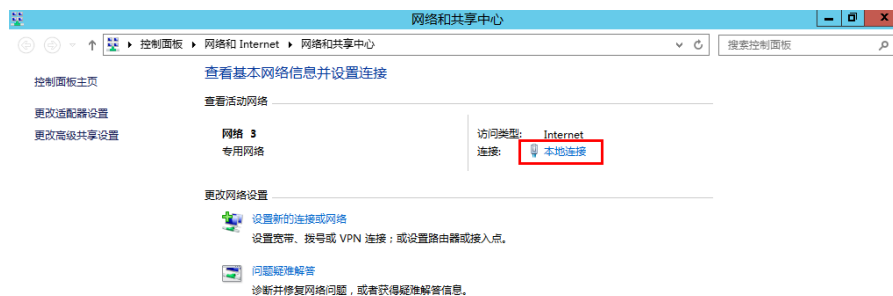 网络和共享中心
控制面板 网络和 Internet 网络和共享中心 搜索控制面板
控制面板主页
更改适配器设置
更改高级共享设置
查看基本网络信息并设置连接
查看活动网络
网络 3
专用网络
访问类型: Internet
连接: 本地连接
更改网络设置
设置新的连接或网络
设置宽带、拨号或 VPN 连接；或设置路由器或接入点。
问题疑难解答
诊断并修复网络问题，或者获得疑难解答信息。